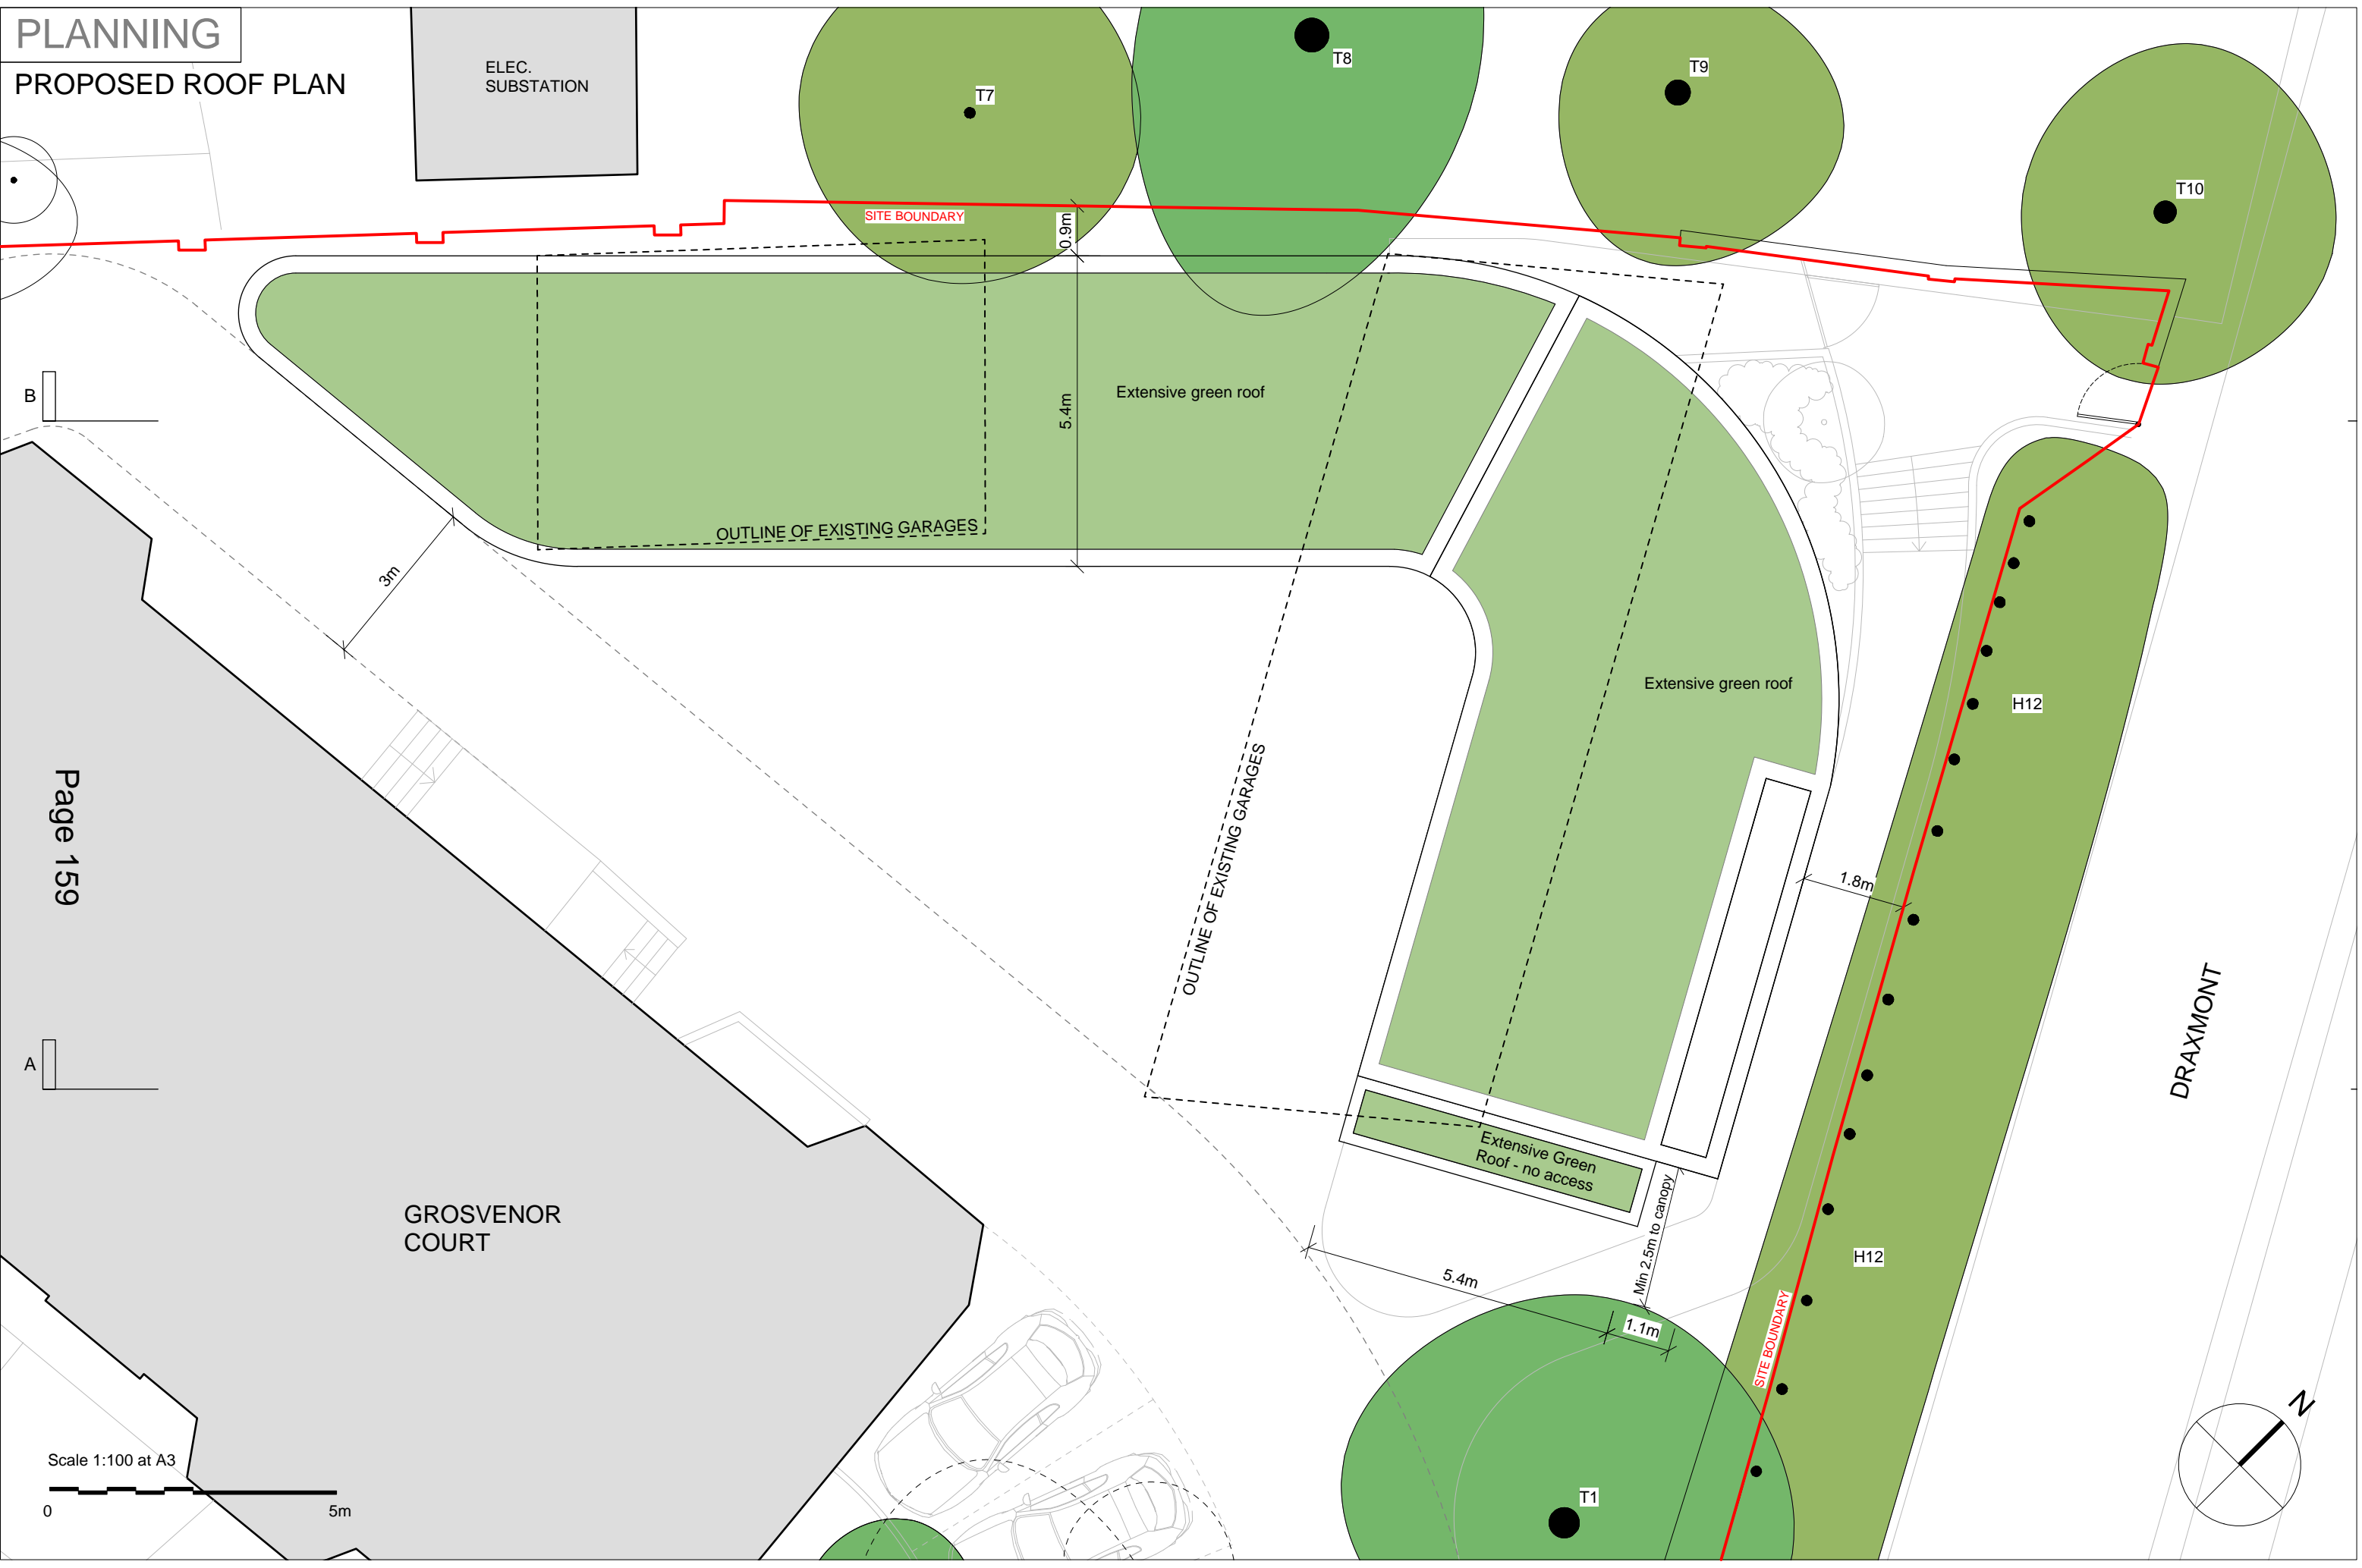 PLANNING
PROPOSED ROOF PLAN
ELEC.
SUBSTATION
T7
T8
T9
T10
SITE BOUNDARY
0.9m
B
Extensive green roof
5.4m
OUTLINE OF EXISTING GARAGES
3m
Extensive green roof
H12
Page 159
OUTLINE OF EXISTING GARAGES
1.8m
DRAXMONT
A
Extensive Green
Roof - no access
Min 2.5m to canopy
GROSVENOR
COURT
H12
5.4m
1.1m
SITE BOUNDARY
N
Scale 1:100 at A3
0 5m
T1